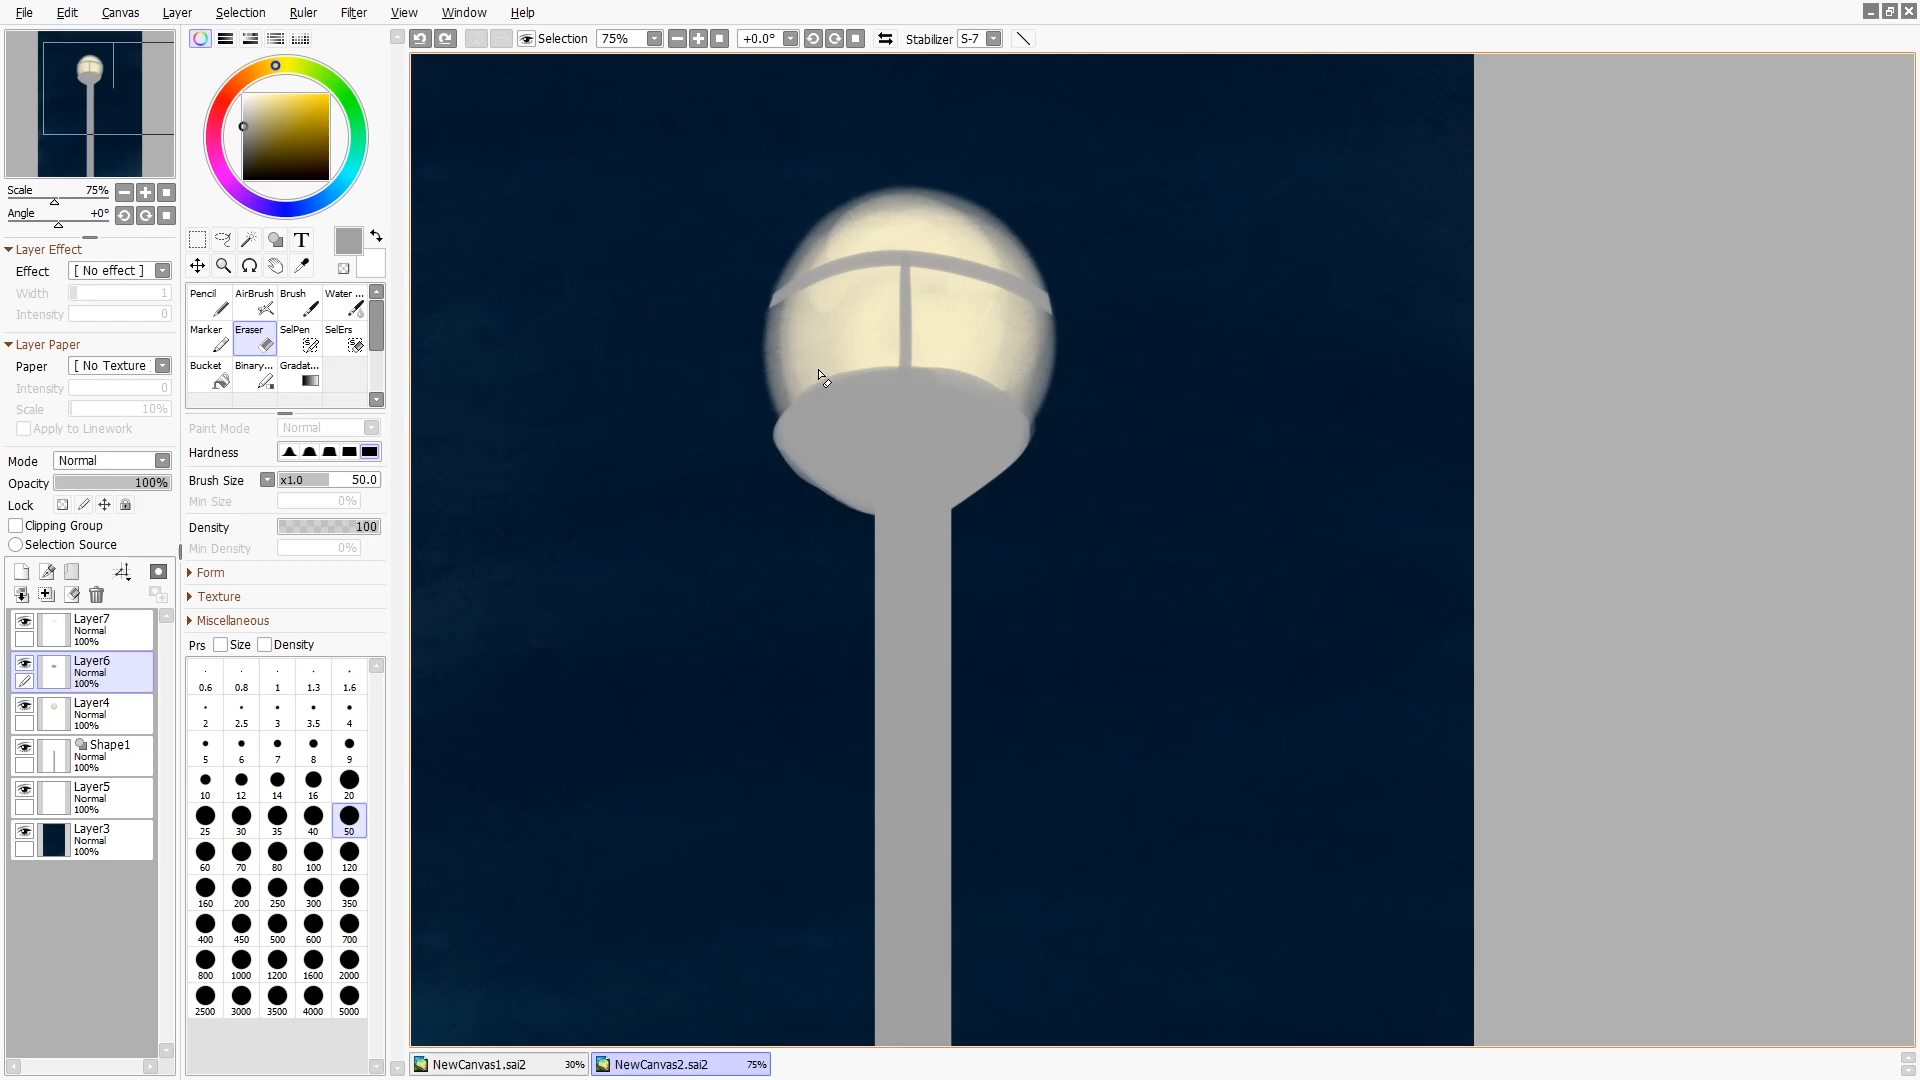 File Edit Canvas Layer Selection Ruler Filter View Window Help
Selection 75% +0.0° Stabilizer S-7
Scale 75%
Angle +0°
Layer Effect
Effect [ No effect ]
Width 1
Intensity 0
Layer Paper
Paper [ No Texture
Intensity 0
Scale 10%
Apply to Linework
Mode Normal
Opacity 100%
Lock
Clipping Group
Selection Source
Layer7
Normal
100%
Layer6
Normal
100%
Layer4
Normal
100%
Shape1
Normal
100%
Layer5
Normal
100%
Layer3
Normal
100%
T
Pencil AirBrush Brush Water ...
Marker Eraser SelPen SelErs
Bucket Binary... Gradat...
Paint Mode Normal
Hardness
Brush Size x1.0 50.0
Min Size 0%
Density 100
Min Density 0%
Form
Texture
Miscellaneous
Prs Size Density
0.6 0.8 1 1.3 1.6
2 2.5 3 3.5 4
5 6 7 8 9
10 12 14 16 20
25 30 35 40 50
60 70 80 100 120
160 200 250 300 350
400 450 500 600 700
800 1000 1200 1600 2000
2500 3000 3500 4000 5000
NewCanvas1.sai2 30% NewCanvas2.sai2 75%